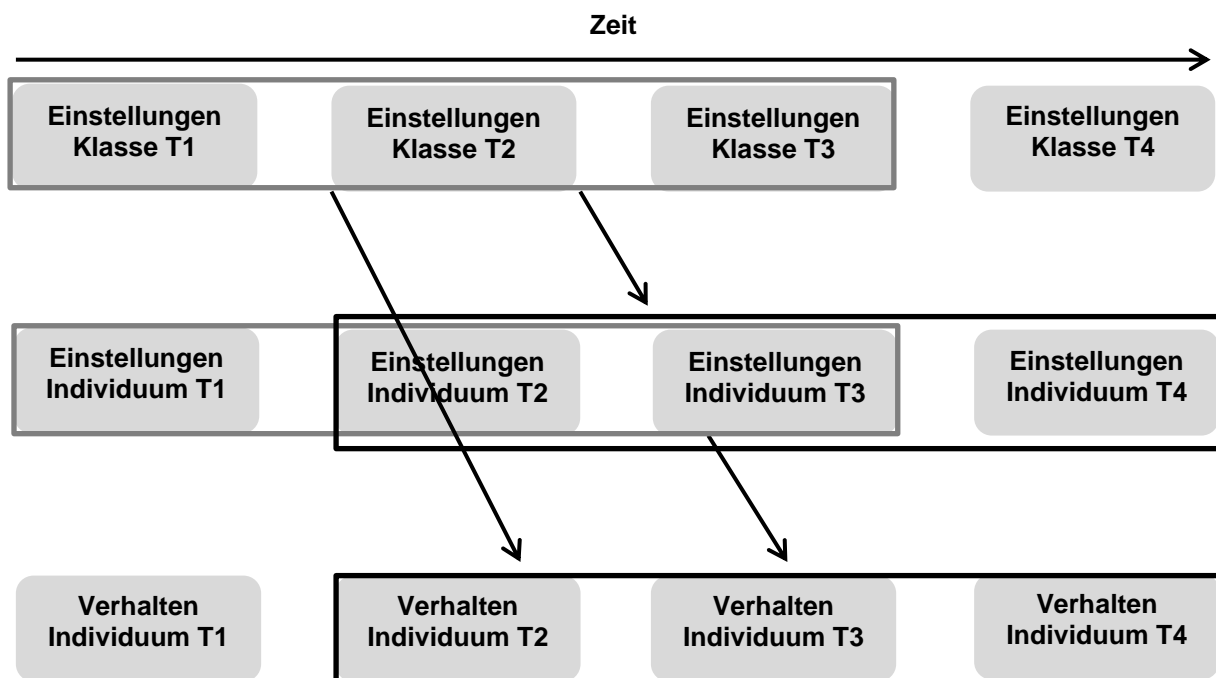 Zeit
Einstellungen
Klasse T1
Einstellungen
Klasse T2
Einstellungen
Klasse T3
Einstellungen
Klasse T4
Einstellungen
Individuum T1
Einstellungen
Individuum T2
Einstellungen
Individuum T3
Einstellungen
Individuum T4
Verhalten
Individuum T1
Verhalten
Individuum T2
Verhalten
Individuum T3
Verhalten
Individuum T4